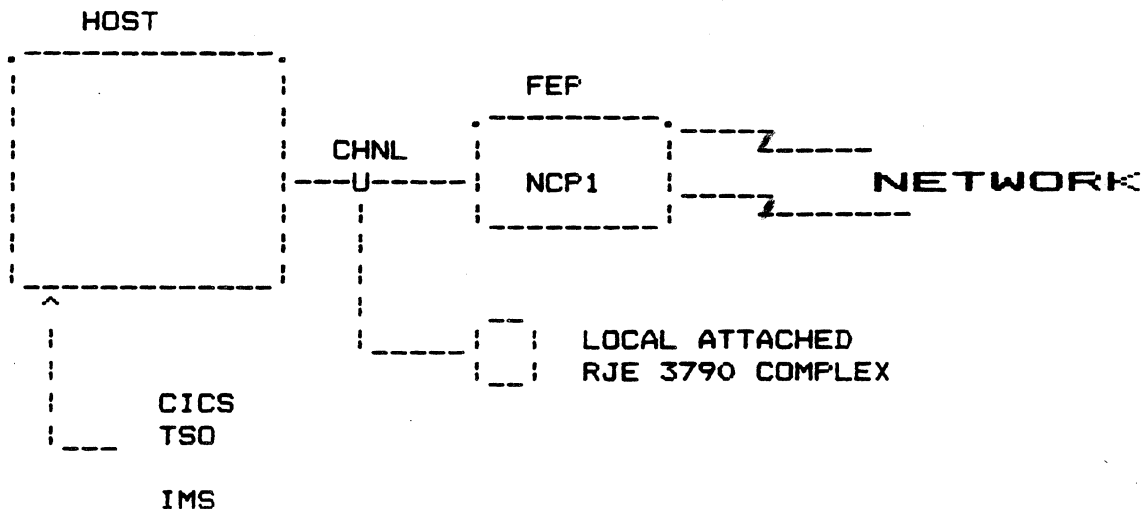 HOST
FEP
CHNL
U
NCP1
NETWORK
LOCAL ATTACHED
RJE 3790 COMPLEX
CICS
TSO
IMS